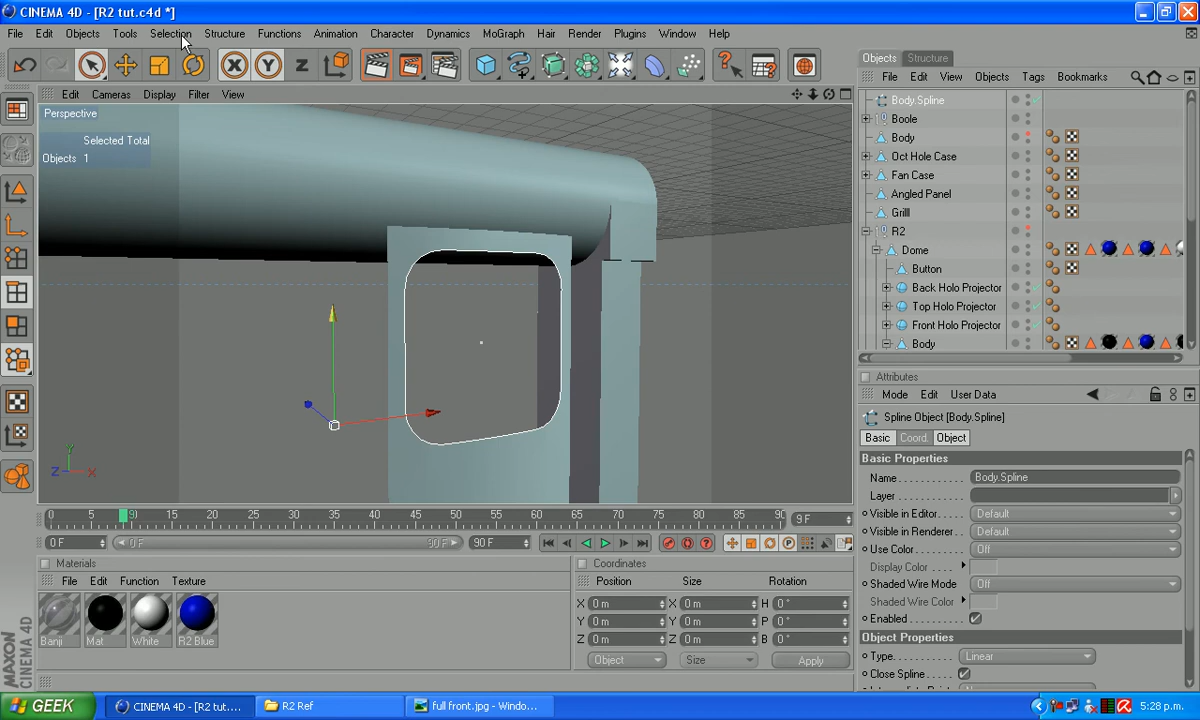 CINEMA 4D - [R2 tut.c4d *]
File Edit Objects Tools Selection Structure Functions Animation Character Dynamics MoGraph Hair Render Plugins Window Help
X Y Z
Edit Cameras Display Filter View
Perspective
Selected Total
Objects 1
Y
Z X
0 5 9 15 20 25 30 35 40 45 50 55 60 65 70 75 80 85 90 9 F
0 F 0 F 90 F 90 F
Materials
File Edit Function Texture
Banji Mat White R2 Blue
Coordinates
Position Size Rotation
X 0 m X 0 m H 0 °
Y 0 m Y 0 m P 0 °
Z 0 m Z 0 m B 0 °
Object Size Apply
MAXON
CINEMA 4D
Objects Structure
File Edit View Objects Tags Bookmarks
Body.Spline
Boole
Body
Oct Hole Case
Fan Case
Angled Panel
Grill
R2
Dome
Button
Back Holo Projector
Top Holo Projector
Front Holo Projector
Body
Attributes
Mode Edit User Data
Spline Object [Body.Spline]
Basic Coord. Object
Basic Properties
Name Body.Spline
Layer
Visible in Editor Default
Visible in Renderer Default
Use Color Off
Display Color
Shaded Wire Mode Off
Shaded Wire Color
Enabled
Object Properties
Type Linear
Close Spline
GEEK CINEMA 4D - [R2 tut.... R2 Ref full front.jpg - Windo... 5:28 p.m.